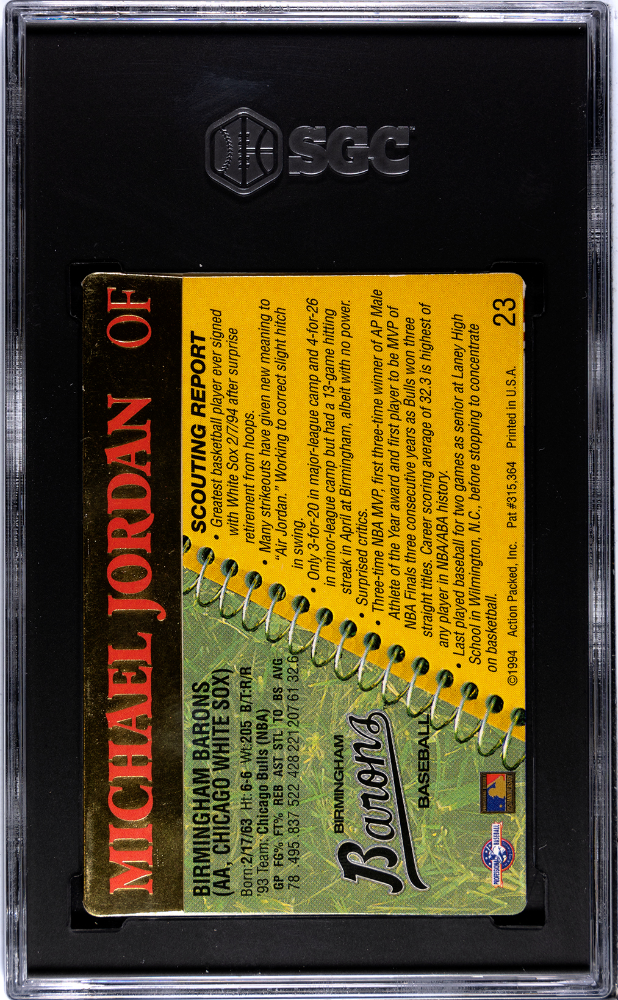 SGC
MICHAEL JORDAN OF
BIRMINGHAM BARONS
(AA, CHICAGO WHITE SOX)
Born: 2/17/63 Ht: 6-6 Wt: 205 B/T: R/R
'93 Team: Chicago Bulls (NBA)
GP FG% FT% REB AST STL TO BS AVG
78 .495 .837 522 428 221 207 61 32.6
BIRMINGHAM
Barons
BASEBALL
SCOUTING REPORT
• Greatest basketball player ever signed
with White Sox 2/7/94 after surprise
retirement from hoops.
• Many strikeouts have given new meaning to
"Air Jordan." Working to correct slight hitch
in swing.
• Only 3-for-20 in major-league camp and 4-for-26
in minor-league camp but had a 13-game hitting
streak in April at Birmingham, albeit with no power.
• Surprised critics.
• Three-time NBA MVP, first three-time winner of AP Male
Athlete of the Year award and first player to be MVP of
NBA Finals three consecutive years as Bulls won three
straight titles. Career scoring average of 32.3 is highest of
any player in NBA/ABA history.
• Last played baseball for two games as senior at Laney High
School in Wilmington, N.C. before stopping to concentrate
on basketball.
23
©1994 Action Packed, Inc. Pat #315,364 Printed in U.S.A.
PROFESSIONAL BASEBALL